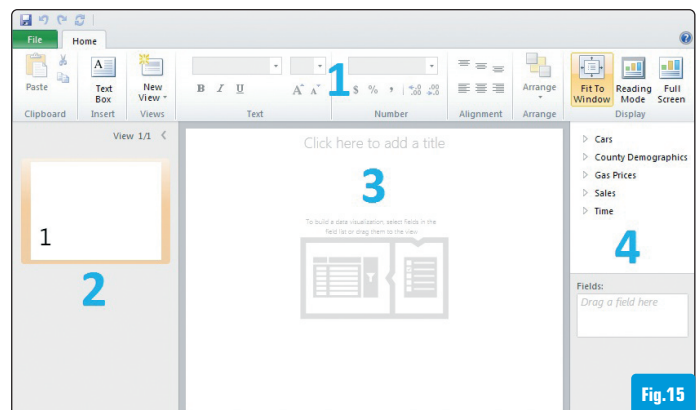 File Home
Paste
Text
Box
New
View
Fit To
Window
Reading
Mode
Full
Screen
Arrange
B I U A A $ % , .00 .00
1
Clipboard Insert Views Text Number Alignment Arrange Display
View 1/1
1
2
Click here to add a title
3
To build a data visualization, select fields in the
field list or drag them to the view
Cars
County Demographics
Gas Prices
Sales
Time
4
Fields:
Drag a field here
Fig.15